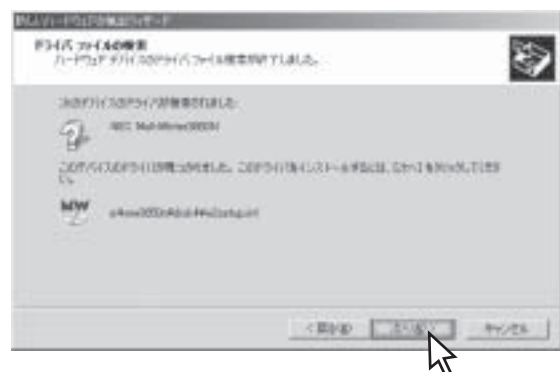 新しいハードウェアの検出ウィザード
ドライバ ファイルの検索
ハードウェア デバイスのドライバ ファイル検索が終了しました。
次のデバイスのドライバが検索されました:
NEC MultiWriter
このデバイスのドライバが見つかりました。このドライバをインストールするには、[次へ] をクリックしてください。
MW
< 戻る(B)
次へ(N) >
キャンセル